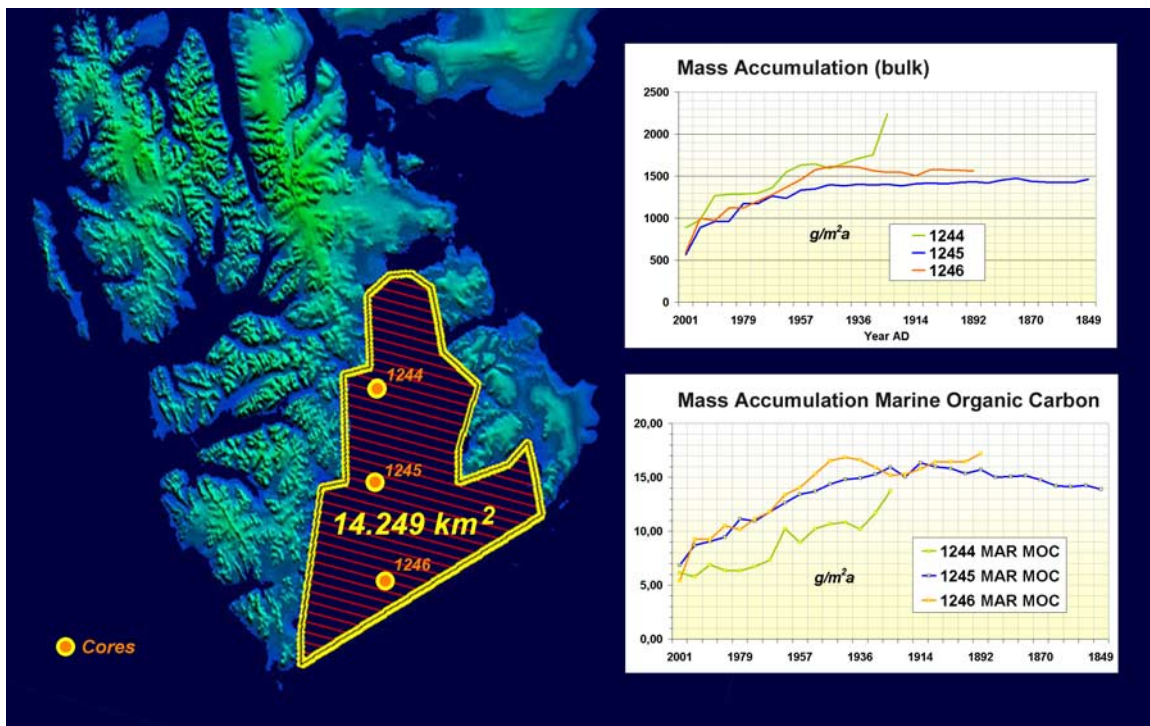 1244
1245
14.249 km²
1246
Cores
Mass Accumulation (bulk)
2500
2000
1500
1000
500
0
g/m²a
1244
1245
1246
2001 1979 1957 1936 1914 1892 1870 1849
Year AD
Mass Accumulation Marine Organic Carbon
20,00
15,00
10,00
5,00
0,00
g/m²a
1244 MAR MOC
1245 MAR MOC
1246 MAR MOC
2001 1979 1957 1936 1914 1892 1870 1849